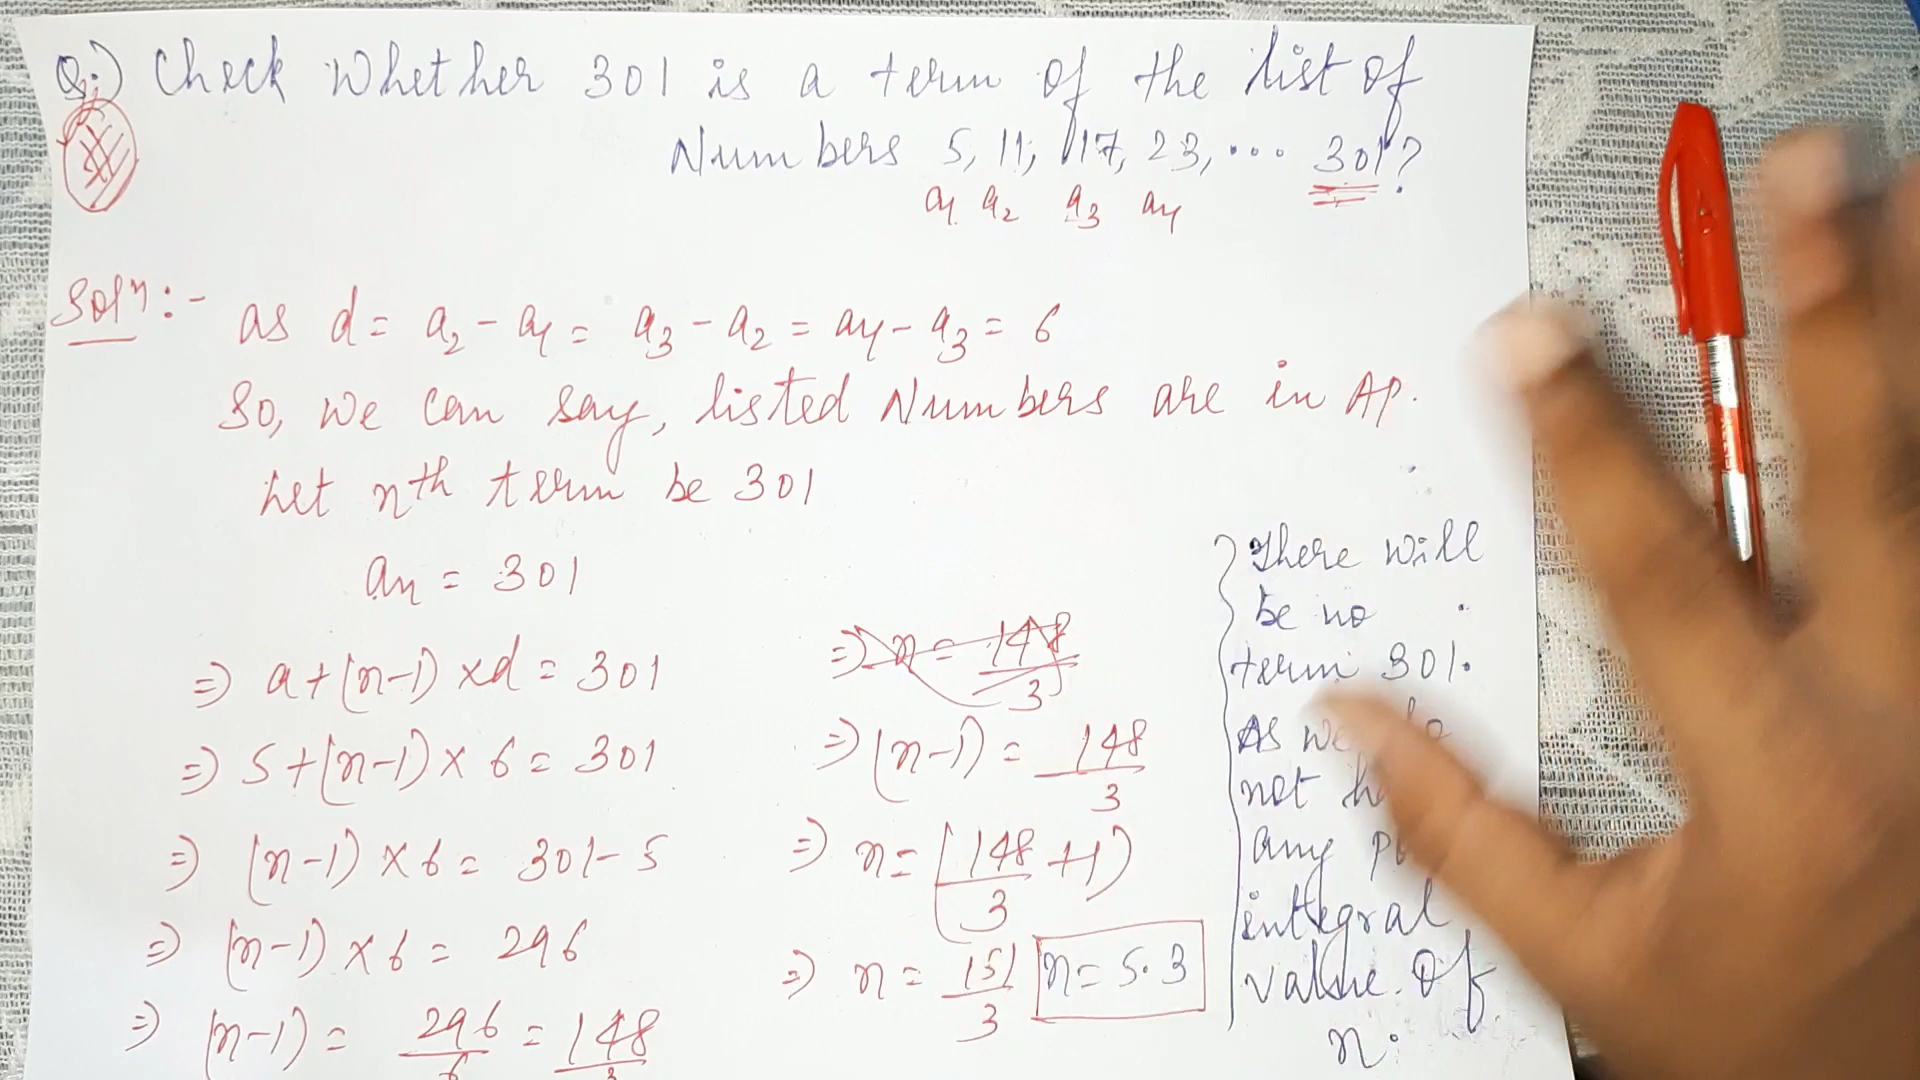 Q:) Check Whether 301 is a term of the list of
Numbers 5, 11, 17, 23, ... 301?
a1 a2 a3 a4
Solⁿ:- as d = a2 - a1 = a3 - a2 = a4 - a3 = 6
So, we can say, listed Numbers are in AP.
Let nth term be 301
an = 301
=) a+(n-1) xd = 301
=) 5+(n-1) x 6 = 301
=) (n-1) x 6 = 301-5
=) (n-1) x 6 = 296
=) (n-1) = 296/6 = 148/3
=) n = 148/3
=) (n-1) = 148/3
=) n = (148/3 +1)
=) n = 151/3 n = 5.3
There will
be no
term 301.
As we
not
any
integral
value of
n.